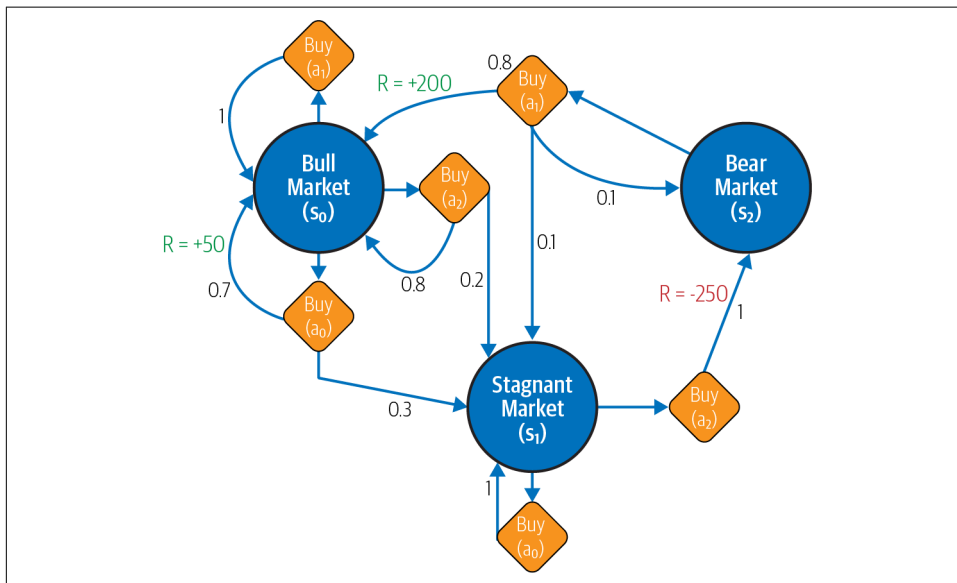 Buy
(a₁)
1
Bull
Market
(s₀)
R = +200
0.8
Buy
(a₁)
Bear
Market
(s₂)
0.1
Buy
(a₂)
0.8
0.2
0.1
R = +50
0.7
Buy
(a₀)
0.3
Stagnant
Market
(s₁)
R = -250
1
Buy
(a₂)
1
Buy
(a₀)